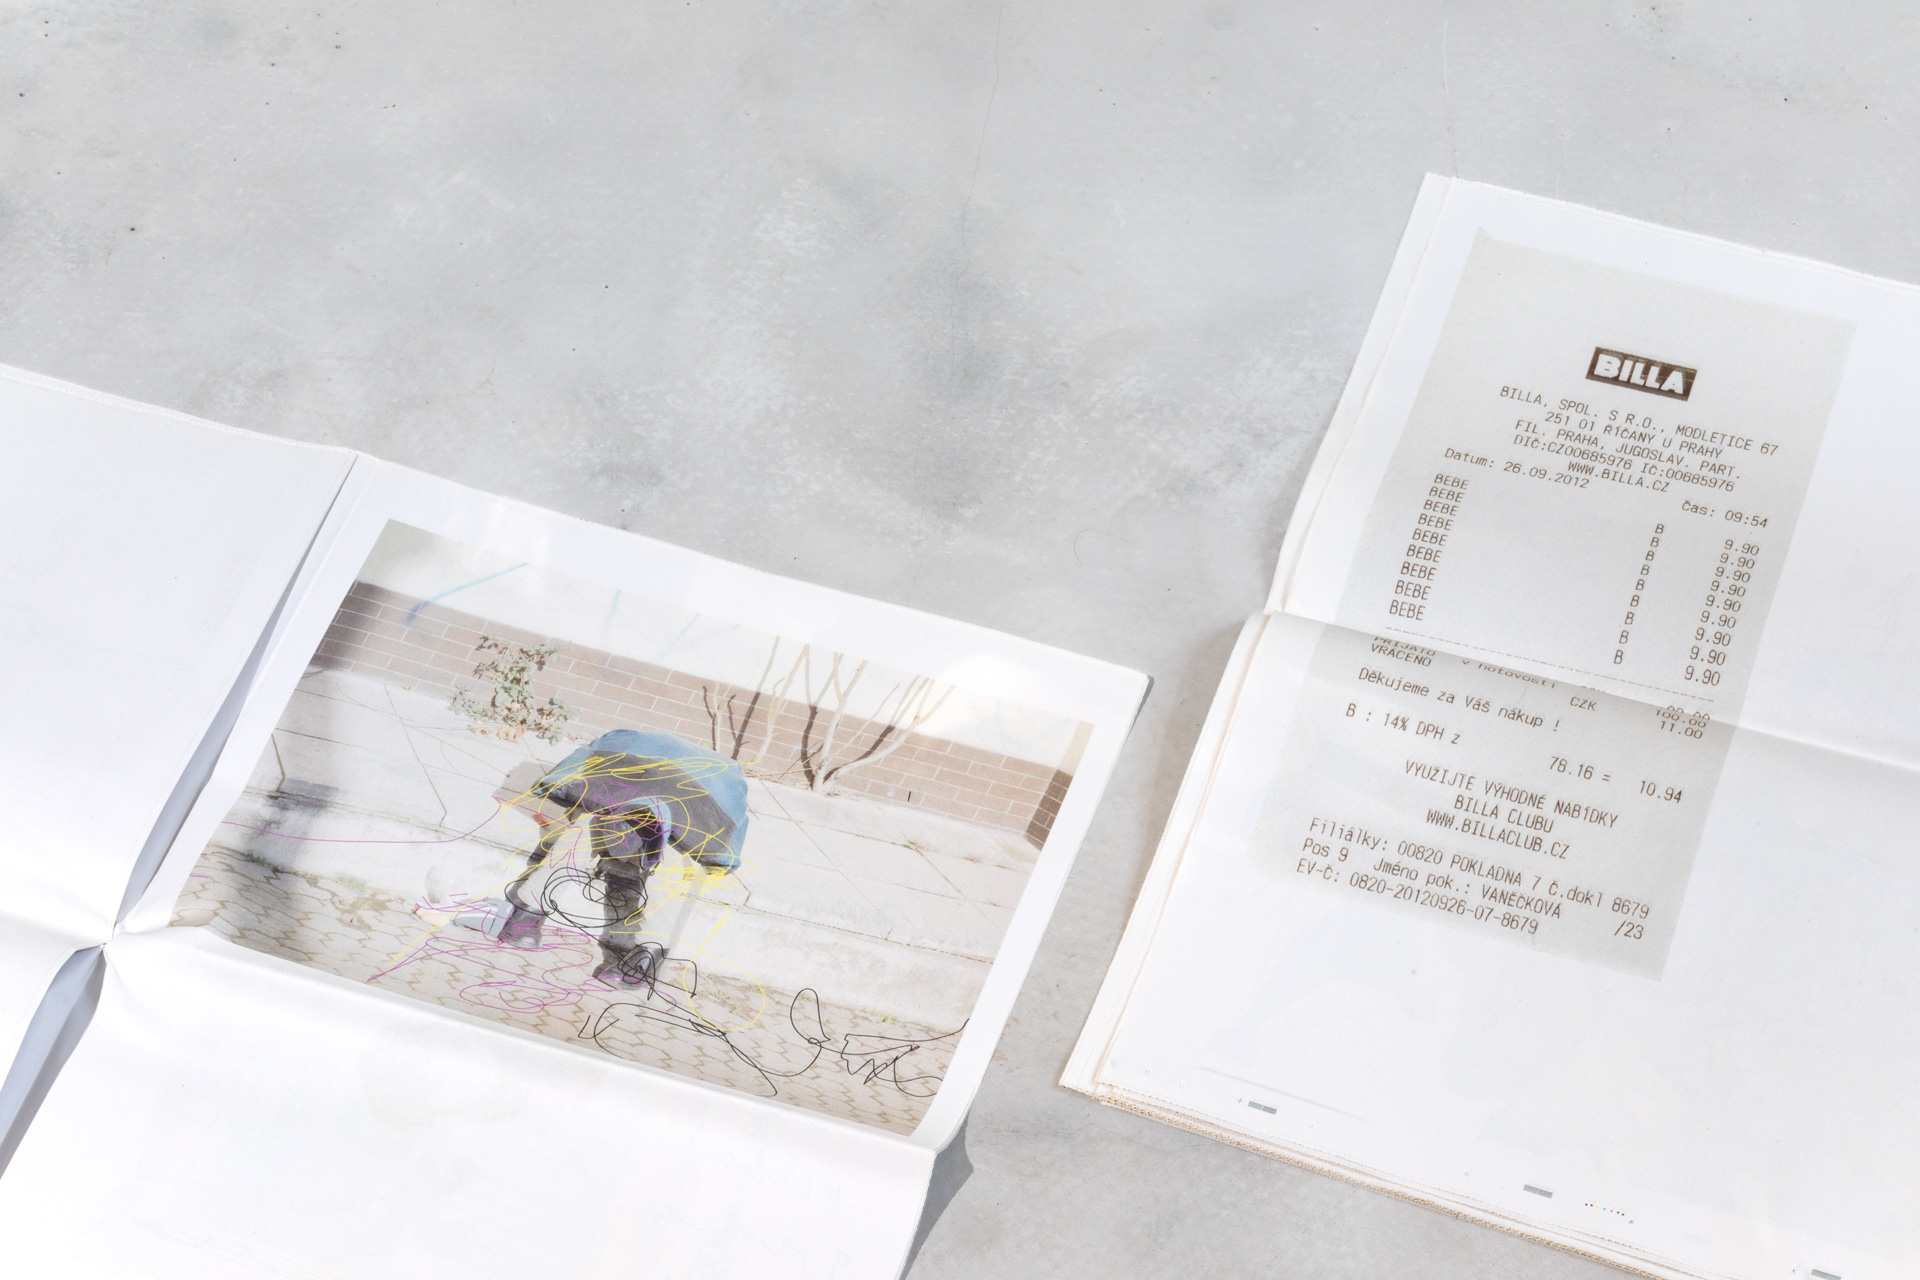 BILLA
BILLA, SPOL. S R.O., MODLETICE 67
251 01 ŘÍČANY U PRAHY
FIL. PRAHA, JUGOSLAV. PART.
DIČ:CZ00685976 IČ:00685976
WWW.BILLA.CZ
Datum: 26.09.2012 Čas: 09:54
BEBE B 9.90
BEBE B 9.90
BEBE B 9.90
BEBE B 9.90
BEBE B 9.90
BEBE B 9.90
BEBE B 9.90
BEBE B 9.90
BEBE B 9.90
PŘIJATO v hotovosti CZK 100.00
VRÁCENO 11.00
Děkujeme za Váš nákup !
B : 14% DPH z 78.16 = 10.94
VYUŽIJTE VÝHODNÉ NABÍDKY
BILLA CLUBU
WWW.BILLACLUB.CZ
Filiálky: 00820 POKLADNA 7 č.dokl 8679
Pos 9 Jméno pok.: VANĚČKOVÁ /23
EV-Č: 0820-20120926-07-8679